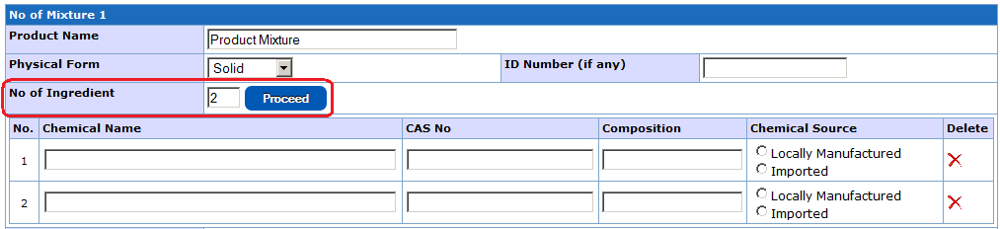 No of Mixture 1
Product Name Product Mixture
Physical Form Solid ID Number (if any)
No of Ingredient 2 Proceed
No. Chemical Name CAS No Composition Chemical Source Delete
1 Locally Manufactured
Imported
2 Locally Manufactured
Imported